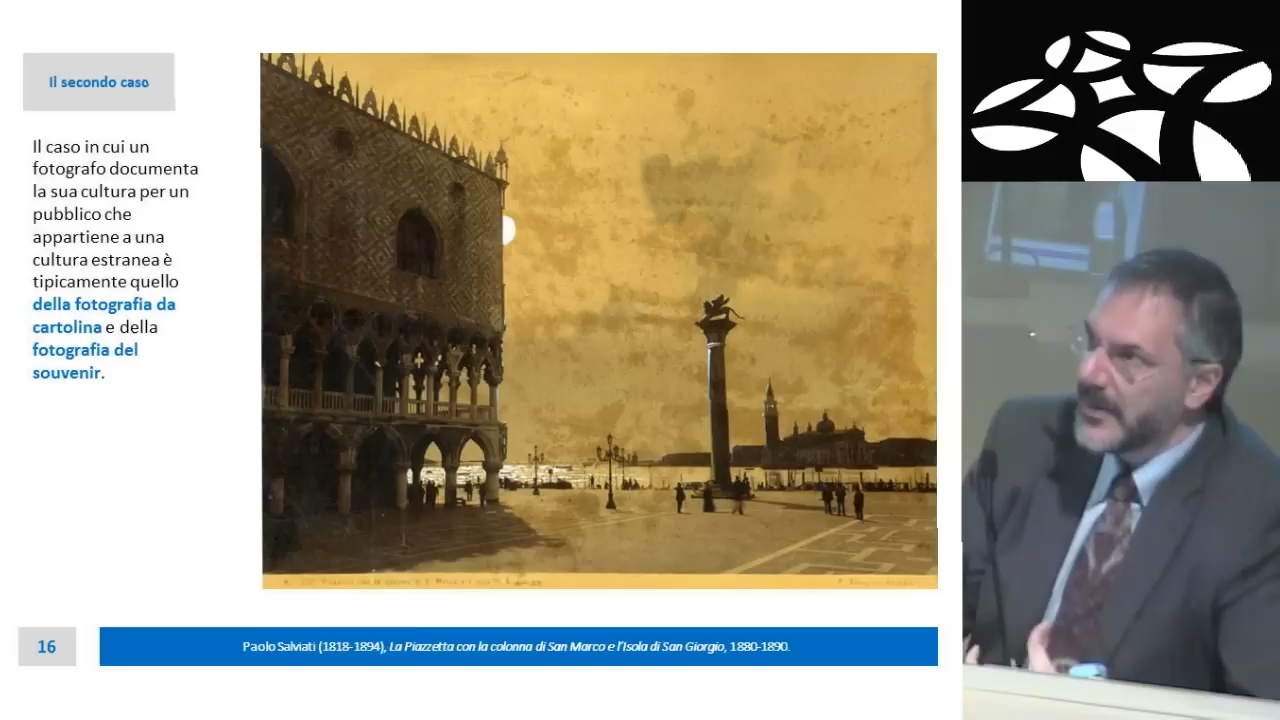 Il secondo caso
Il caso in cui un
fotografo documenta
la sua cultura per un
pubblico che
appartiene a una
cultura estranea è
tipicamente quello
della fotografia da
cartolina e della
fotografia del
souvenir.
16
Paolo Salviati (1818-1894), La Piazzetta con la colonna di San Marco e l'Isola di San Giorgio, 1880-1890.